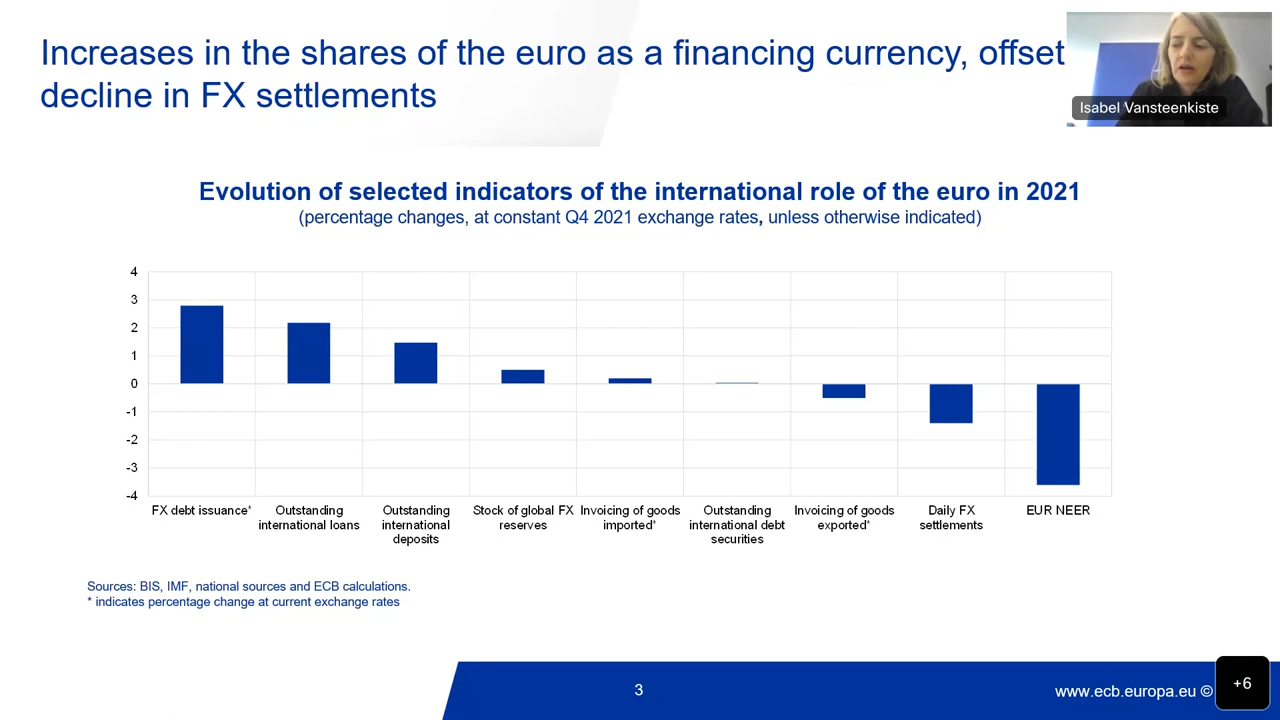 Increases in the shares of the euro as a financing currency, offset
decline in FX settlements
Isabel Vansteenkiste
Evolution of selected indicators of the international role of the euro in 2021
(percentage changes, at constant Q4 2021 exchange rates, unless otherwise indicated)
4
3
2
1
0
-1
-2
-3
-4
FX debt issuance*
Outstanding
international loans
Outstanding
international
deposits
Stock of global FX
reserves
Invoicing of goods
imported*
Outstanding
international debt
securities
Invoicing of goods
exported*
Daily FX
settlements
EUR NEER
Sources: BIS, IMF, national sources and ECB calculations.
* indicates percentage change at current exchange rates
3
www.ecb.europa.eu ©
+6